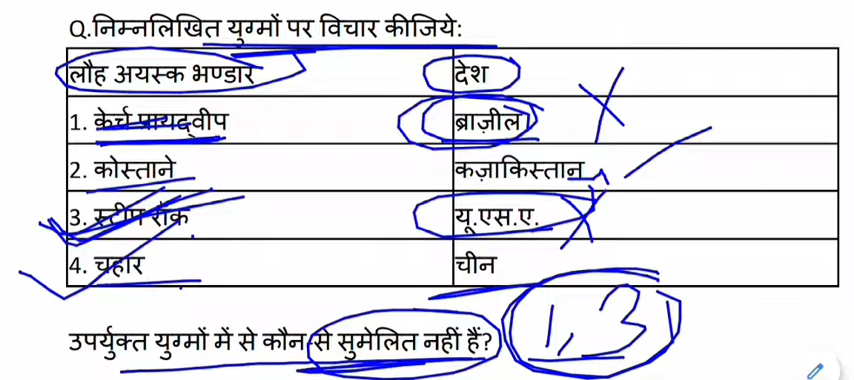 Q.निम्नलिखित युग्मों पर विचार कीजिये:
लौह अयस्क भण्डार देश
1. केर्च प्रायद्वीप ब्राज़ील
2. कोस्ताने कज़ाकिस्तान
3. स्टीप रॉक यू.एस.ए.
4. चहार चीन
1, 3
उपर्युक्त युग्मों में से कौन-से सुमेलित नहीं हैं?